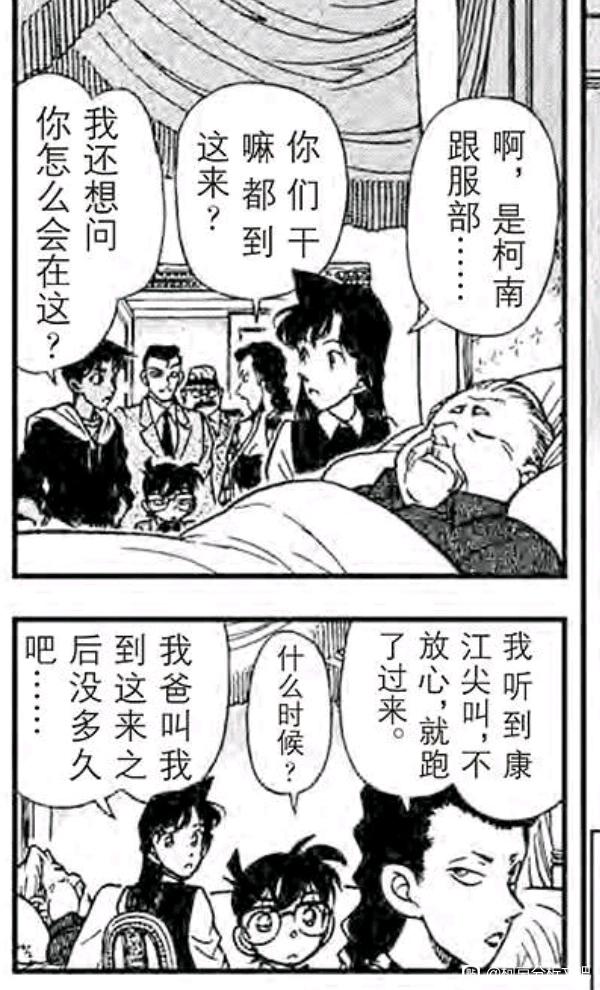 啊，是柯南
跟服部……
你们干
嘛都到
这来？
我还想问
你怎么会在这？
我听到康
江尖叫，不
放心，就跑
了过来。
什么时候？
我爸叫我
到这来之
后没多久
吧……